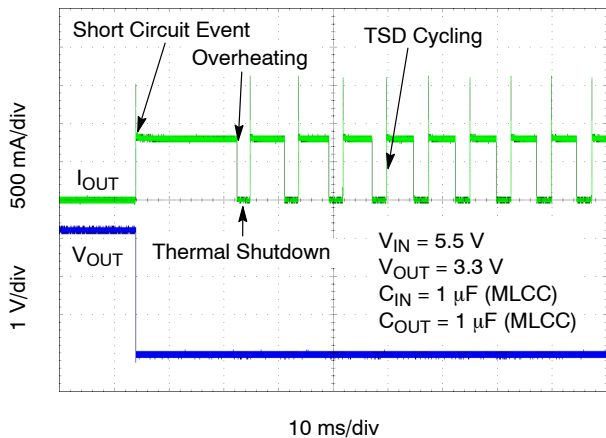 Short Circuit Event
Overheating
TSD Cycling
500 mA/div
I_OUT
Thermal Shutdown
V_OUT
1 V/div
V_IN = 5.5 V
V_OUT = 3.3 V
C_IN = 1 μF (MLCC)
C_OUT = 1 μF (MLCC)
10 ms/div